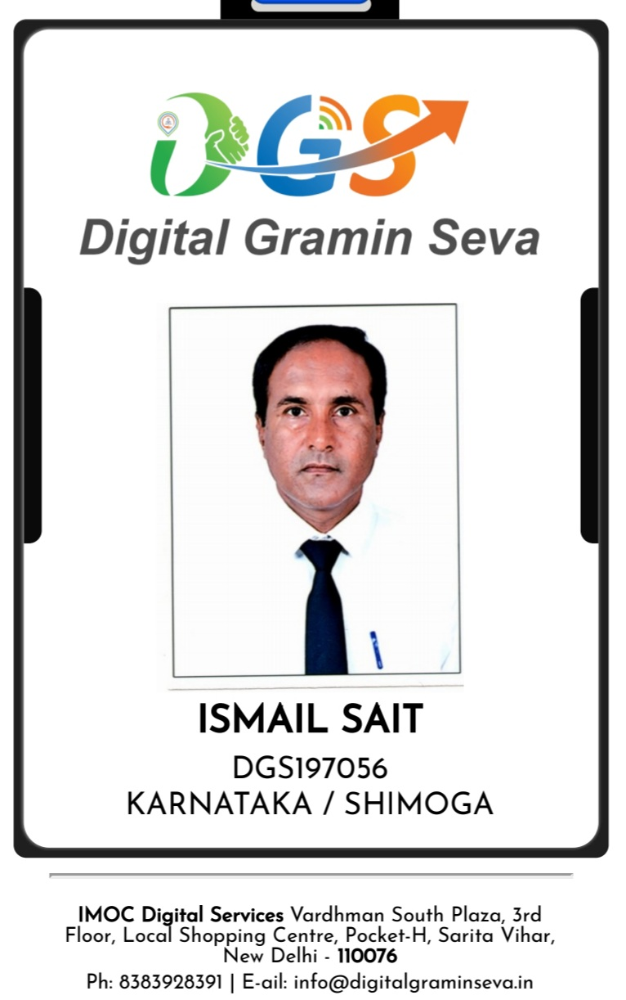 DGS
Digital Gramin Seva
ISMAIL SAIT
DGS197056
KARNATAKA / SHIMOGA
IMOC Digital Services Vardhman South Plaza, 3rd
Floor, Local Shopping Centre, Pocket-H, Sarita Vihar,
New Delhi - 110076
Ph: 8383928391 | E-ail: info@digitalgraminseva.in